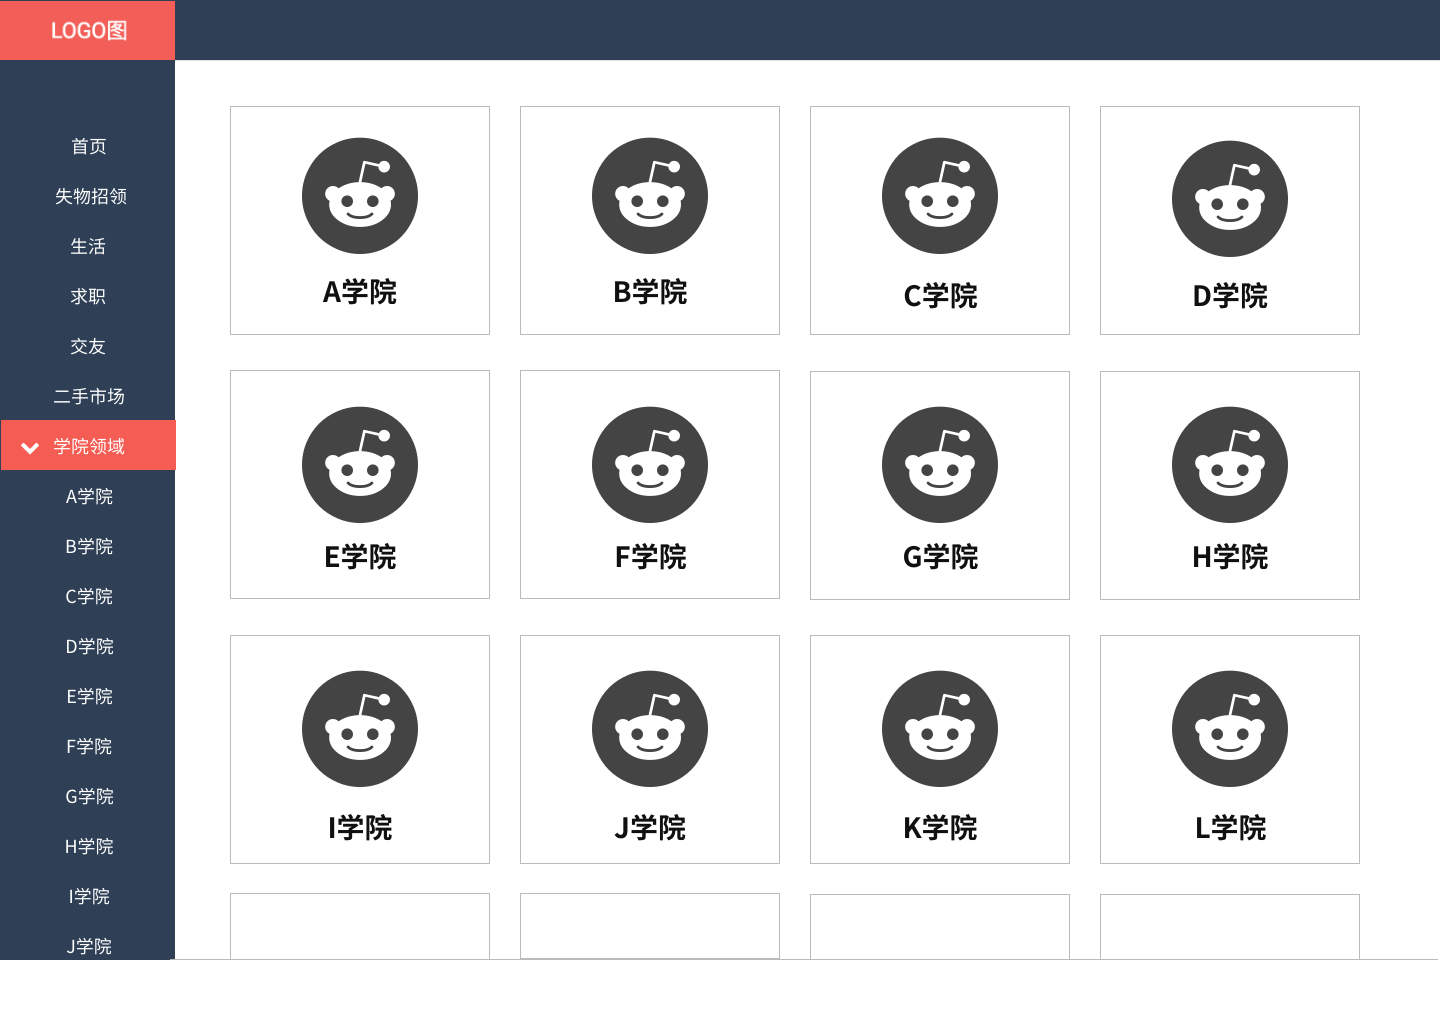 LOGO图
首页
失物招领
生活
求职
交友
二手市场
学院领域
A学院
B学院
C学院
D学院
E学院
F学院
G学院
H学院
I学院
J学院
A学院
B学院
C学院
D学院
E学院
F学院
G学院
H学院
I学院
J学院
K学院
L学院